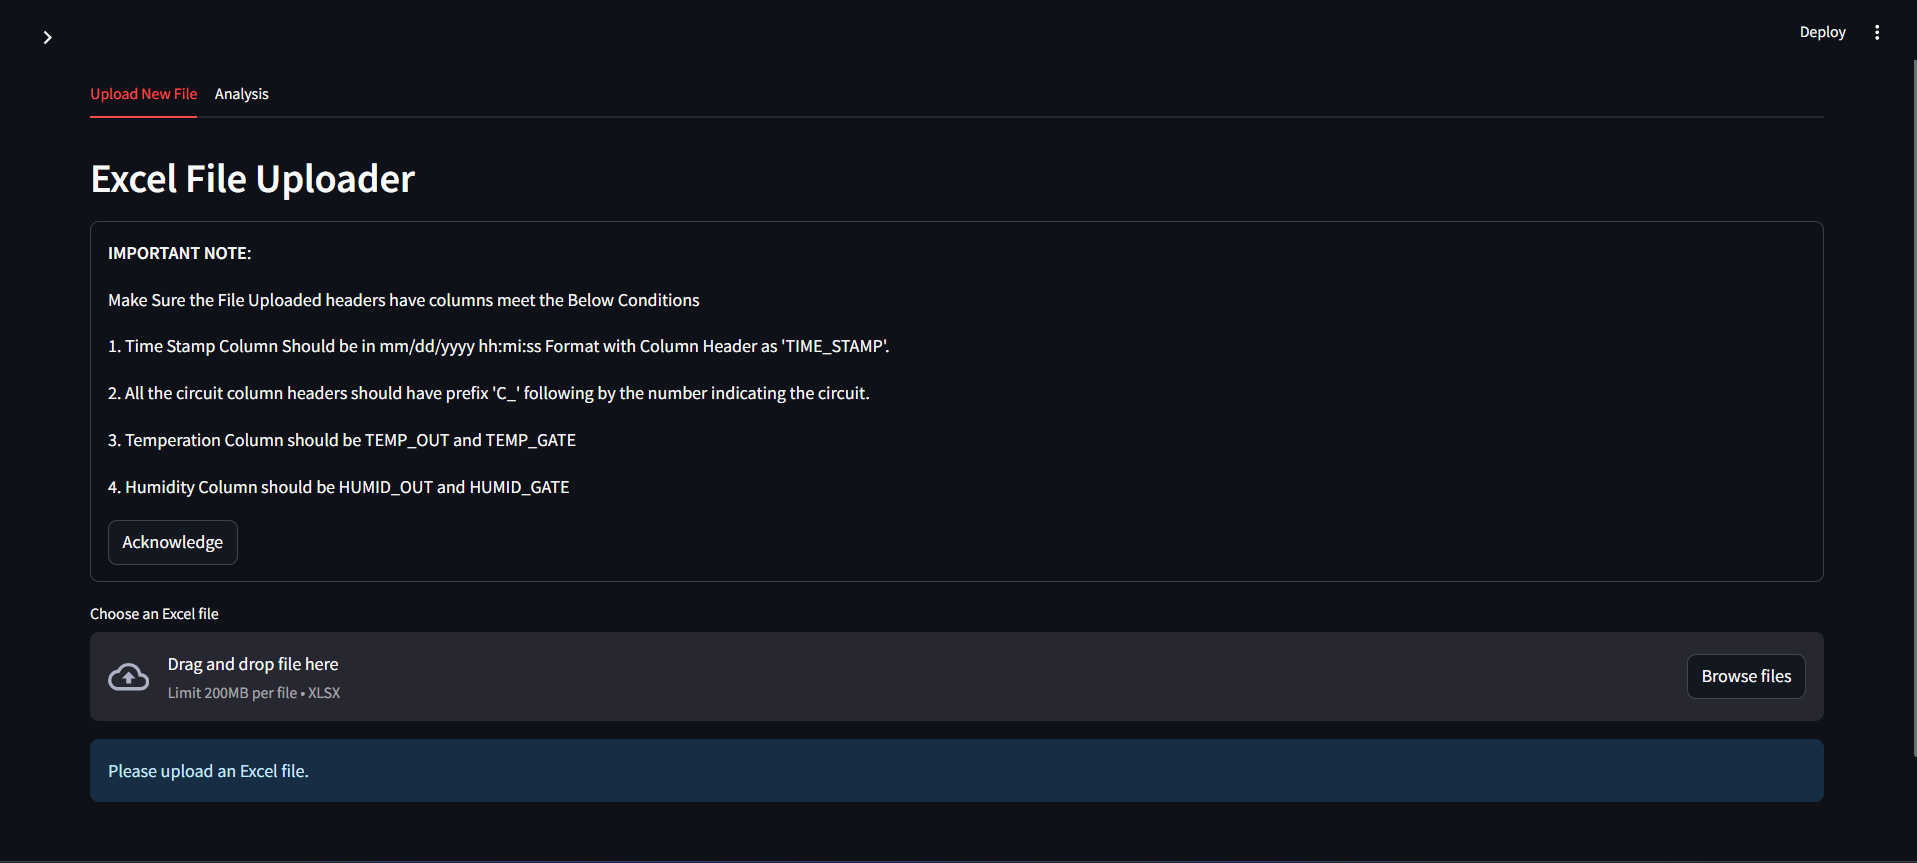 Deploy
Upload New File
Analysis
Excel File Uploader
IMPORTANT NOTE:
Make Sure the File Uploaded headers have columns meet the Below Conditions
1. Time Stamp Column Should be in mm/dd/yyyy hh:mi:ss Format with Column Header as 'TIME_STAMP'.
2. All the circuit column headers should have prefix 'C_' following by the number indicating the circuit.
3. Temperation Column should be TEMP_OUT and TEMP_GATE
4. Humidity Column should be HUMID_OUT and HUMID_GATE
Acknowledge
Choose an Excel file
Drag and drop file here
Limit 200MB per file • XLSX
Browse files
Please upload an Excel file.